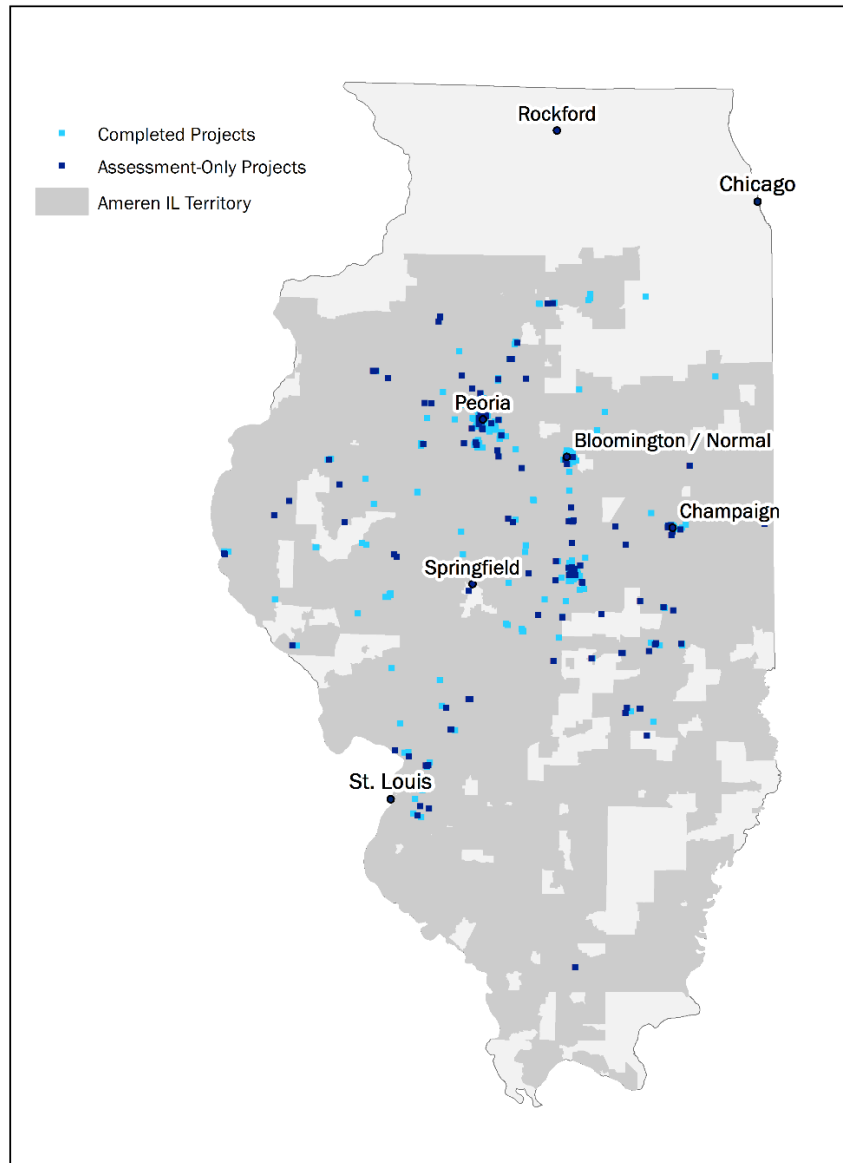 Rockford
Completed Projects
Assessment-Only Projects
Chicago
Ameren IL Territory
Peoria
Bloomington / Normal
Champaign
Springfield
St. Louis